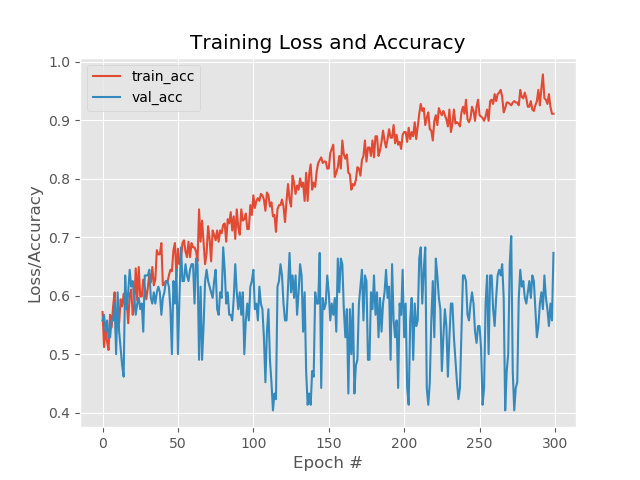 Training Loss and Accuracy
train_acc
val_acc
1.0
0.9
0.8
0.7
0.6
0.5
0.4
Loss/Accuracy
0 50 100 150 200 250 300
Epoch #